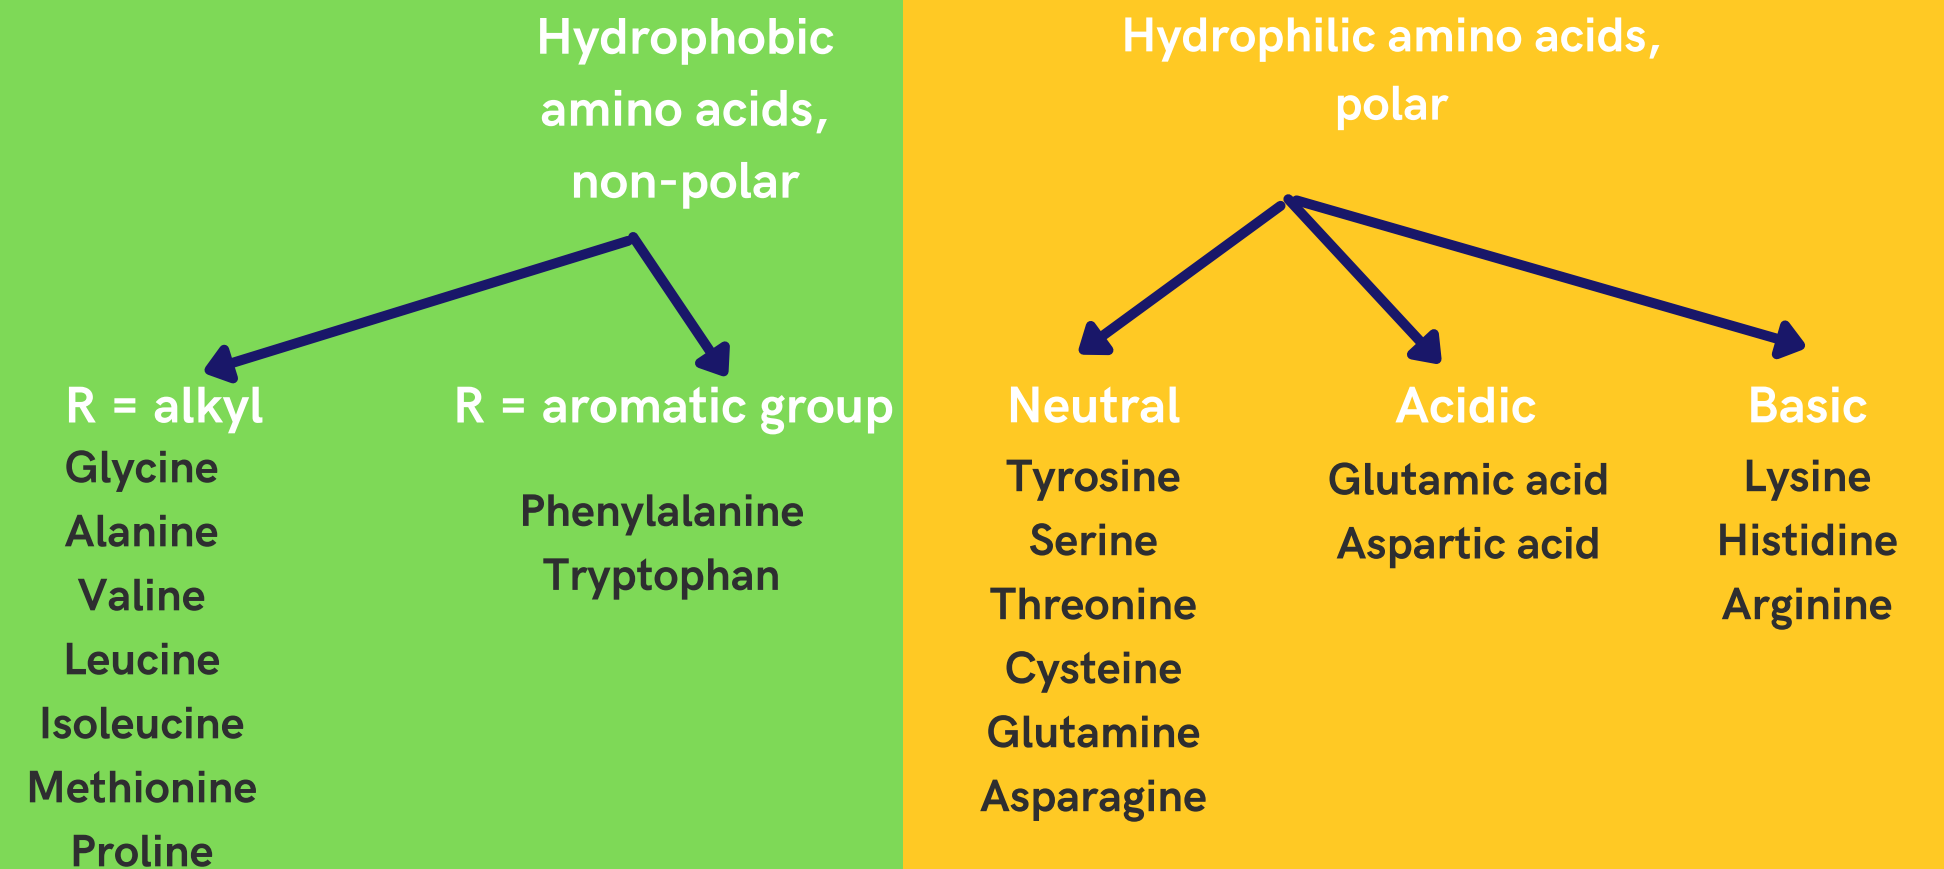 Hydrophobic
amino acids,
non-polar
R = alkyl
Glycine
Alanine
Valine
Leucine
Isoleucine
Methionine
Proline
R = aromatic group
Phenylalanine
Tryptophan
Hydrophilic amino acids,
polar
Neutral
Tyrosine
Serine
Threonine
Cysteine
Glutamine
Asparagine
Acidic
Glutamic acid
Aspartic acid
Basic
Lysine
Histidine
Arginine